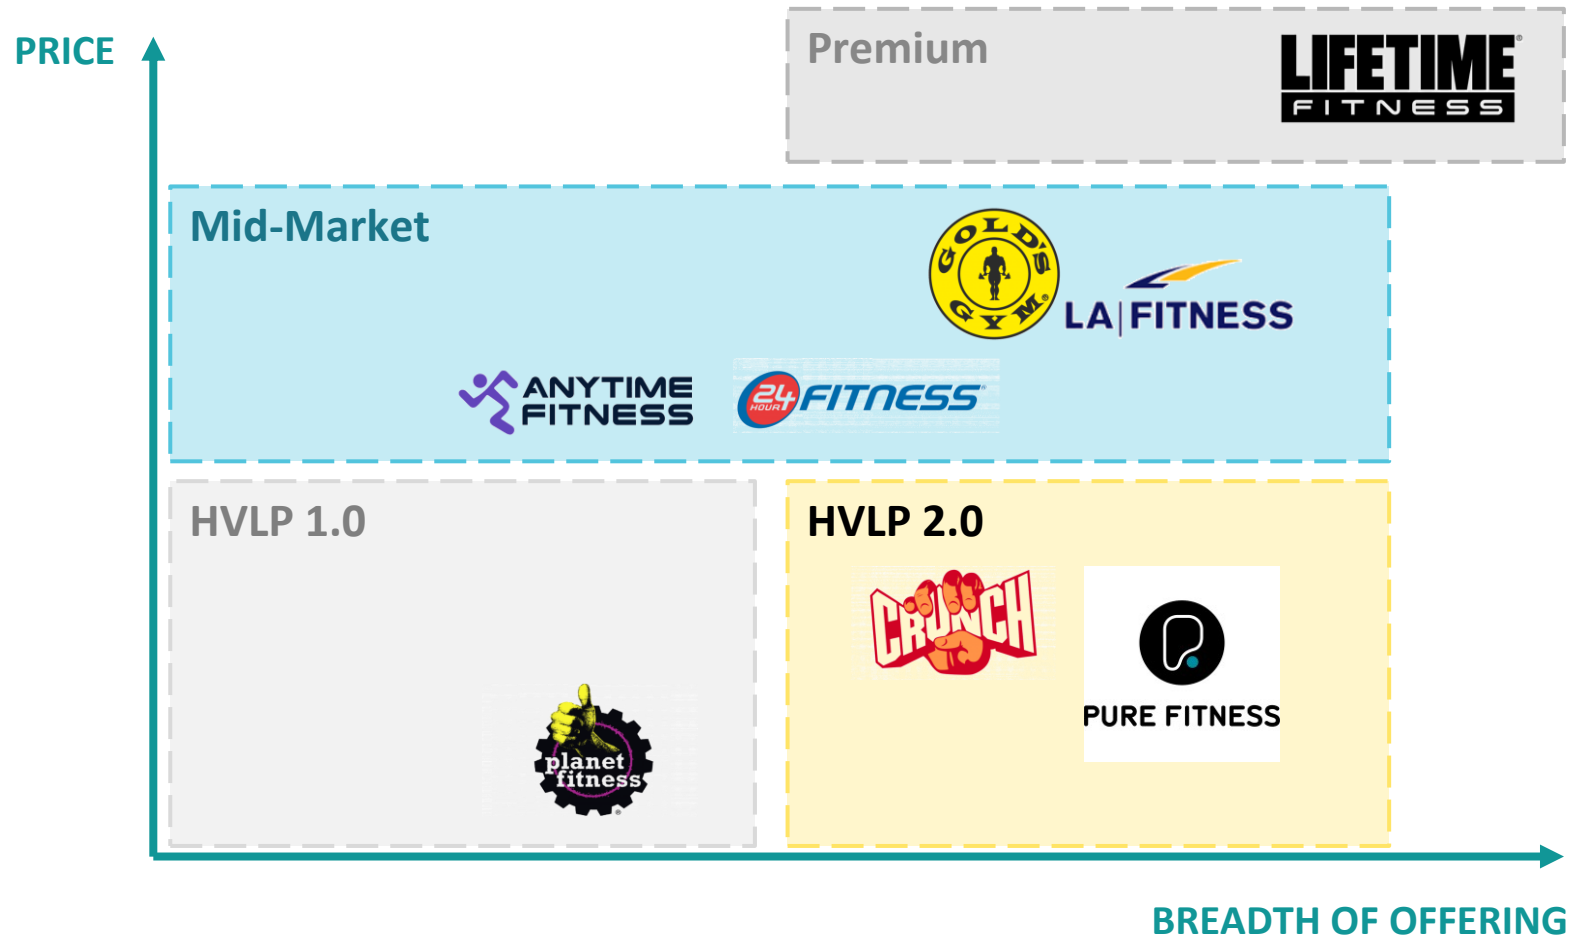 PRICE
Premium
LIFETIME®
FITNESS
Mid-Market
GOLD'S
GYM®
LA|FITNESS
ANYTIME
FITNESS
24
HOUR
FITNESS®
HVLP 1.0
HVLP 2.0
CRUNCH
PURE FITNESS
planet
fitness®
BREADTH OF OFFERING